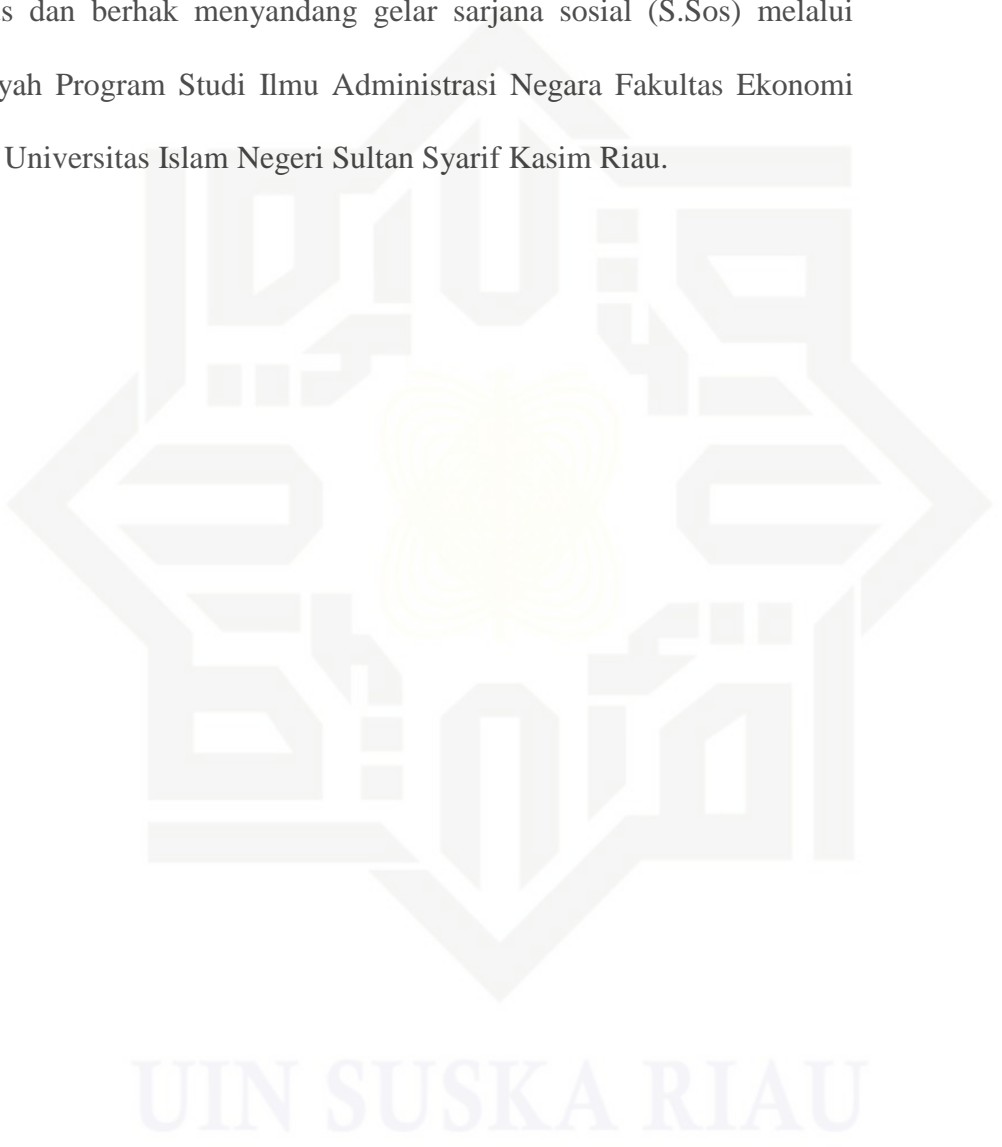 dan berhak menyandang gelar sarjana sosial (S.Sos) melalui
Program Studi Ilmu Administrasi Negara Fakultas Ekonomi
Universitas Islam Negeri Sultan Syarif Kasim Riau.
UIN SUSKA RIAU